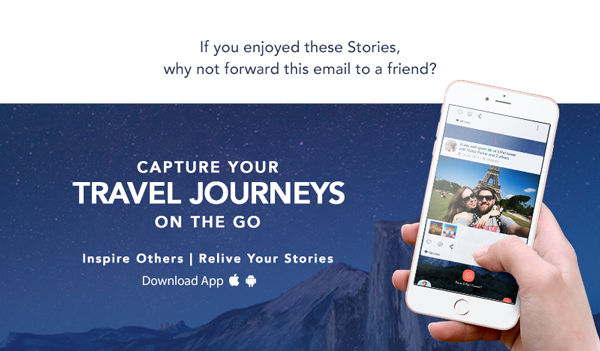 If you enjoyed these Stories,
why not forward this email to a friend?
CAPTURE YOUR
TRAVEL JOURNEYS
ON THE GO
Inspire Others | Relive Your Stories
Download App